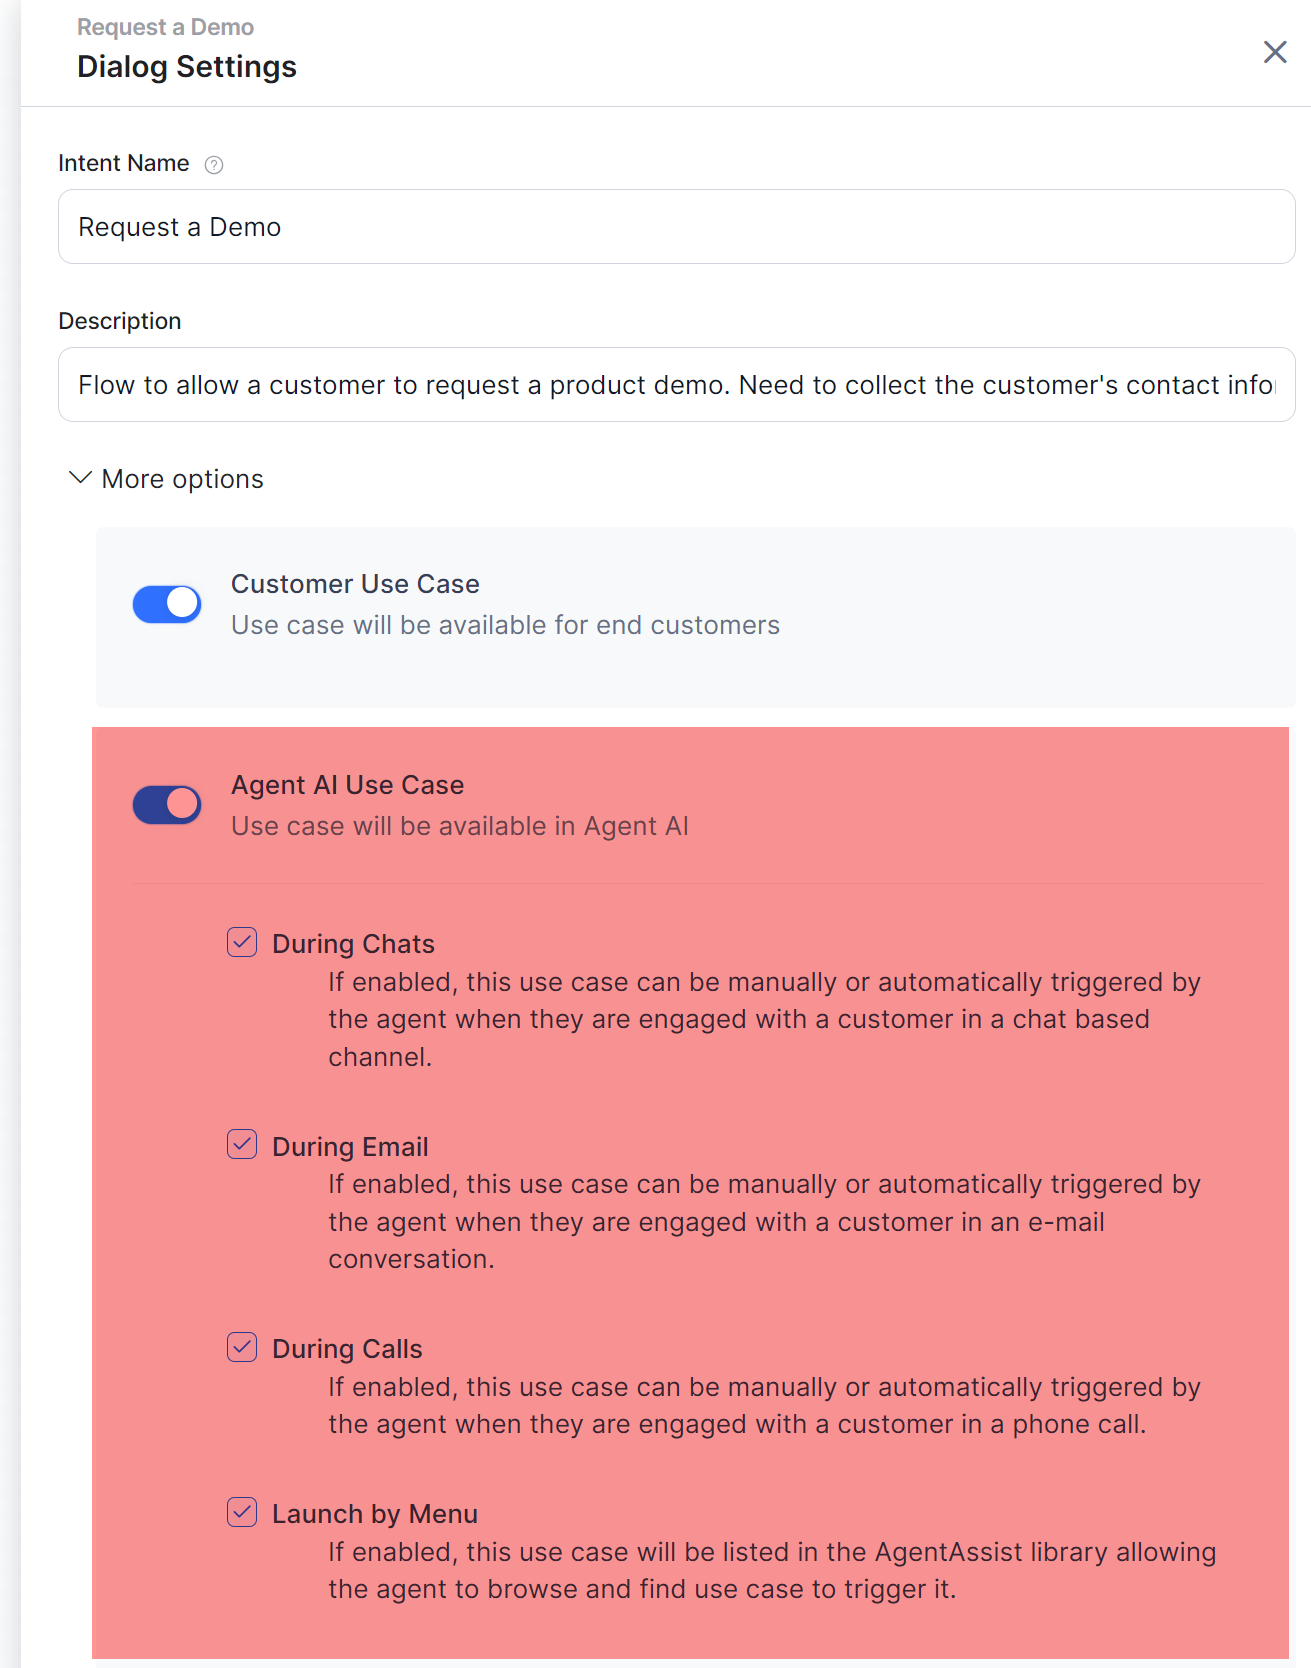 Request a Demo
Dialog Settings
Intent Name
Request a Demo
Description
Flow to allow a customer to request a product demo. Need to collect the customer's contact info
More options
Customer Use Case
Use case will be available for end customers
Agent AI Use Case
Use case will be available in Agent AI
During Chats
If enabled, this use case can be manually or automatically triggered by
the agent when they are engaged with a customer in a chat based
channel.
During Email
If enabled, this use case can be manually or automatically triggered by
the agent when they are engaged with a customer in an e-mail
conversation.
During Calls
If enabled, this use case can be manually or automatically triggered by
the agent when they are engaged with a customer in a phone call.
Launch by Menu
If enabled, this use case will be listed in the AgentAssist library allowing
the agent to browse and find use case to trigger it.